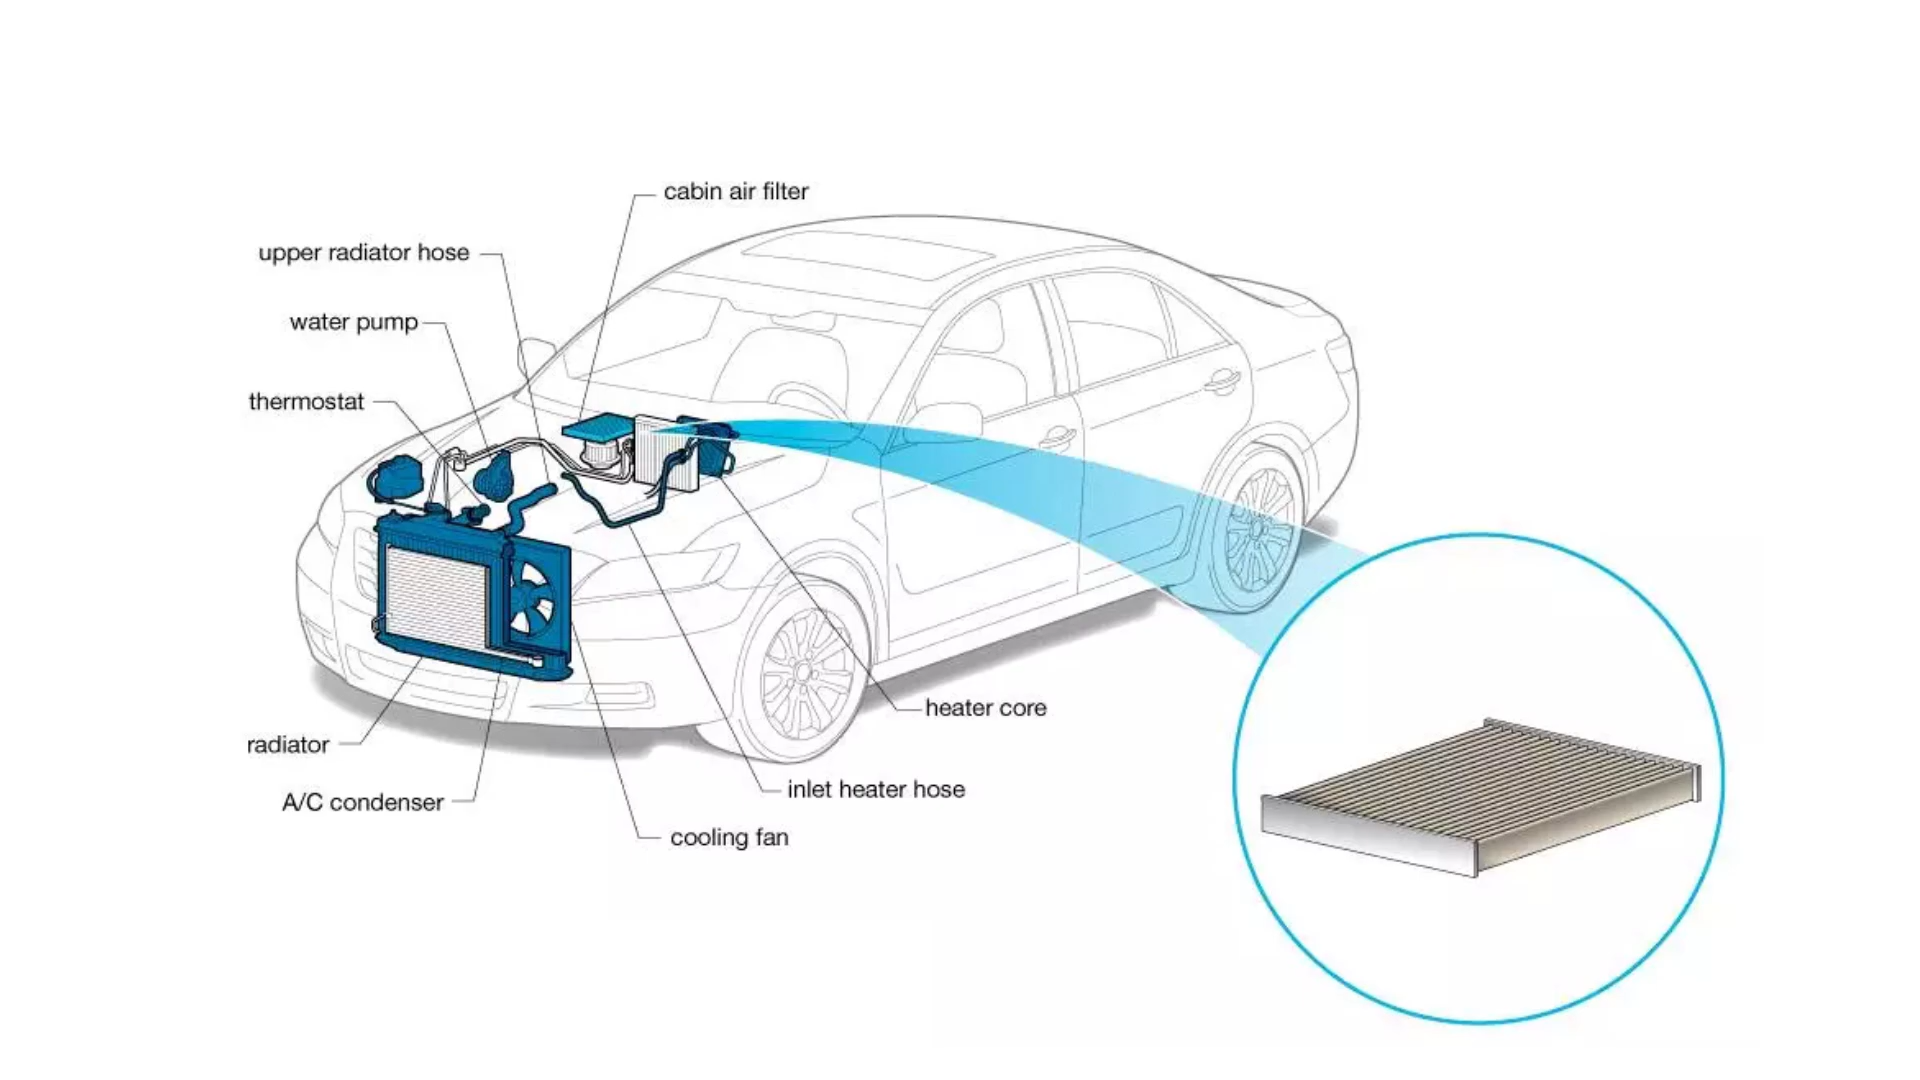 cabin air filter
upper radiator hose
water pump
thermostat
heater core
radiator
inlet heater hose
A/C condenser
cooling fan